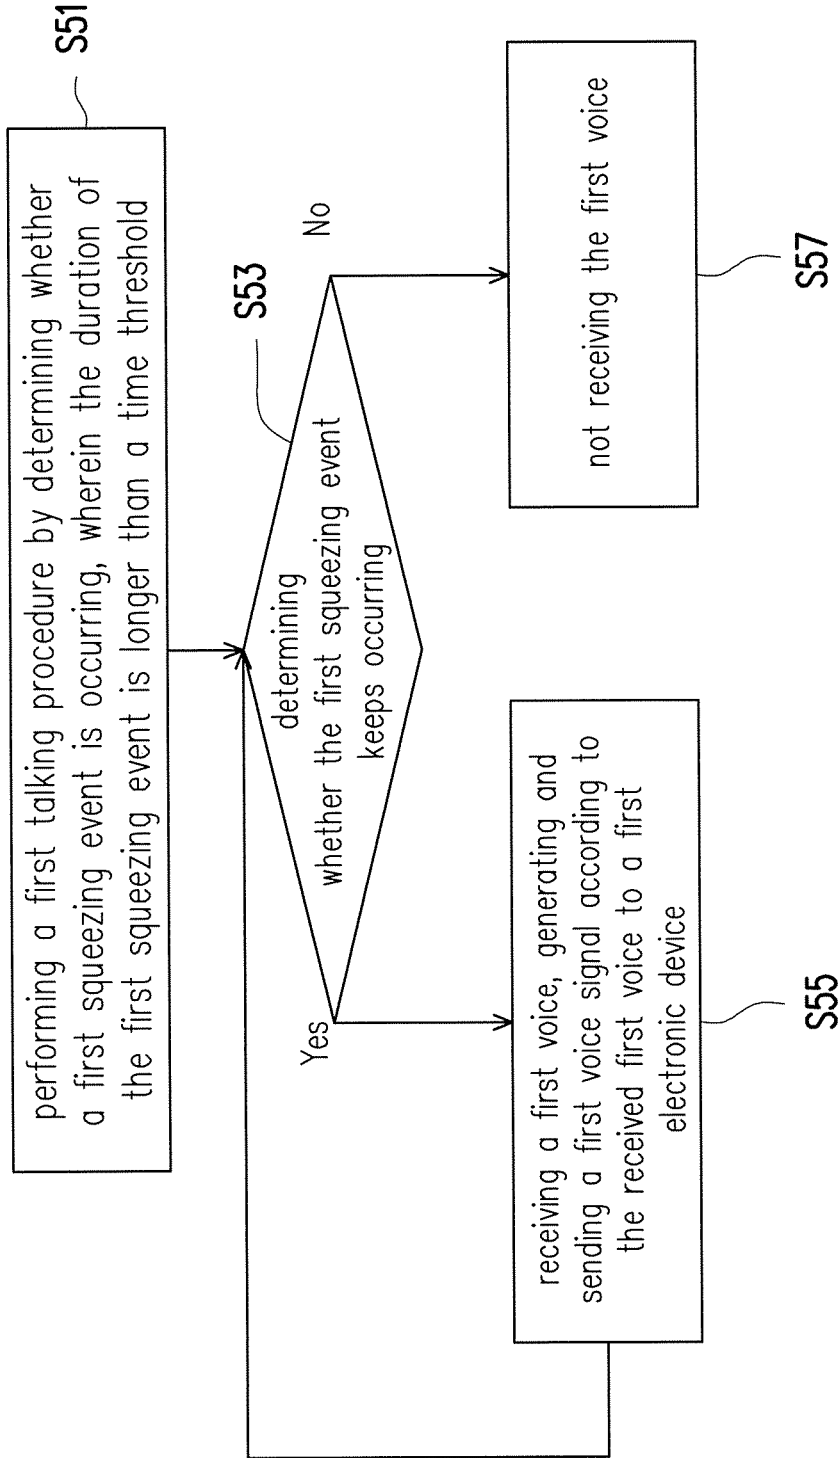 S51
performing a first talking procedure by determining whether
a first squeezing event is occurring, wherein the duration of
the first squeezing event is longer than a time threshold
S53
determining
whether the first squeezing event
keeps occurring
Yes
No
receiving a first voice, generating and
sending a first voice signal according to
the received first voice to a first
electronic device
S55
not receiving the first voice
S57